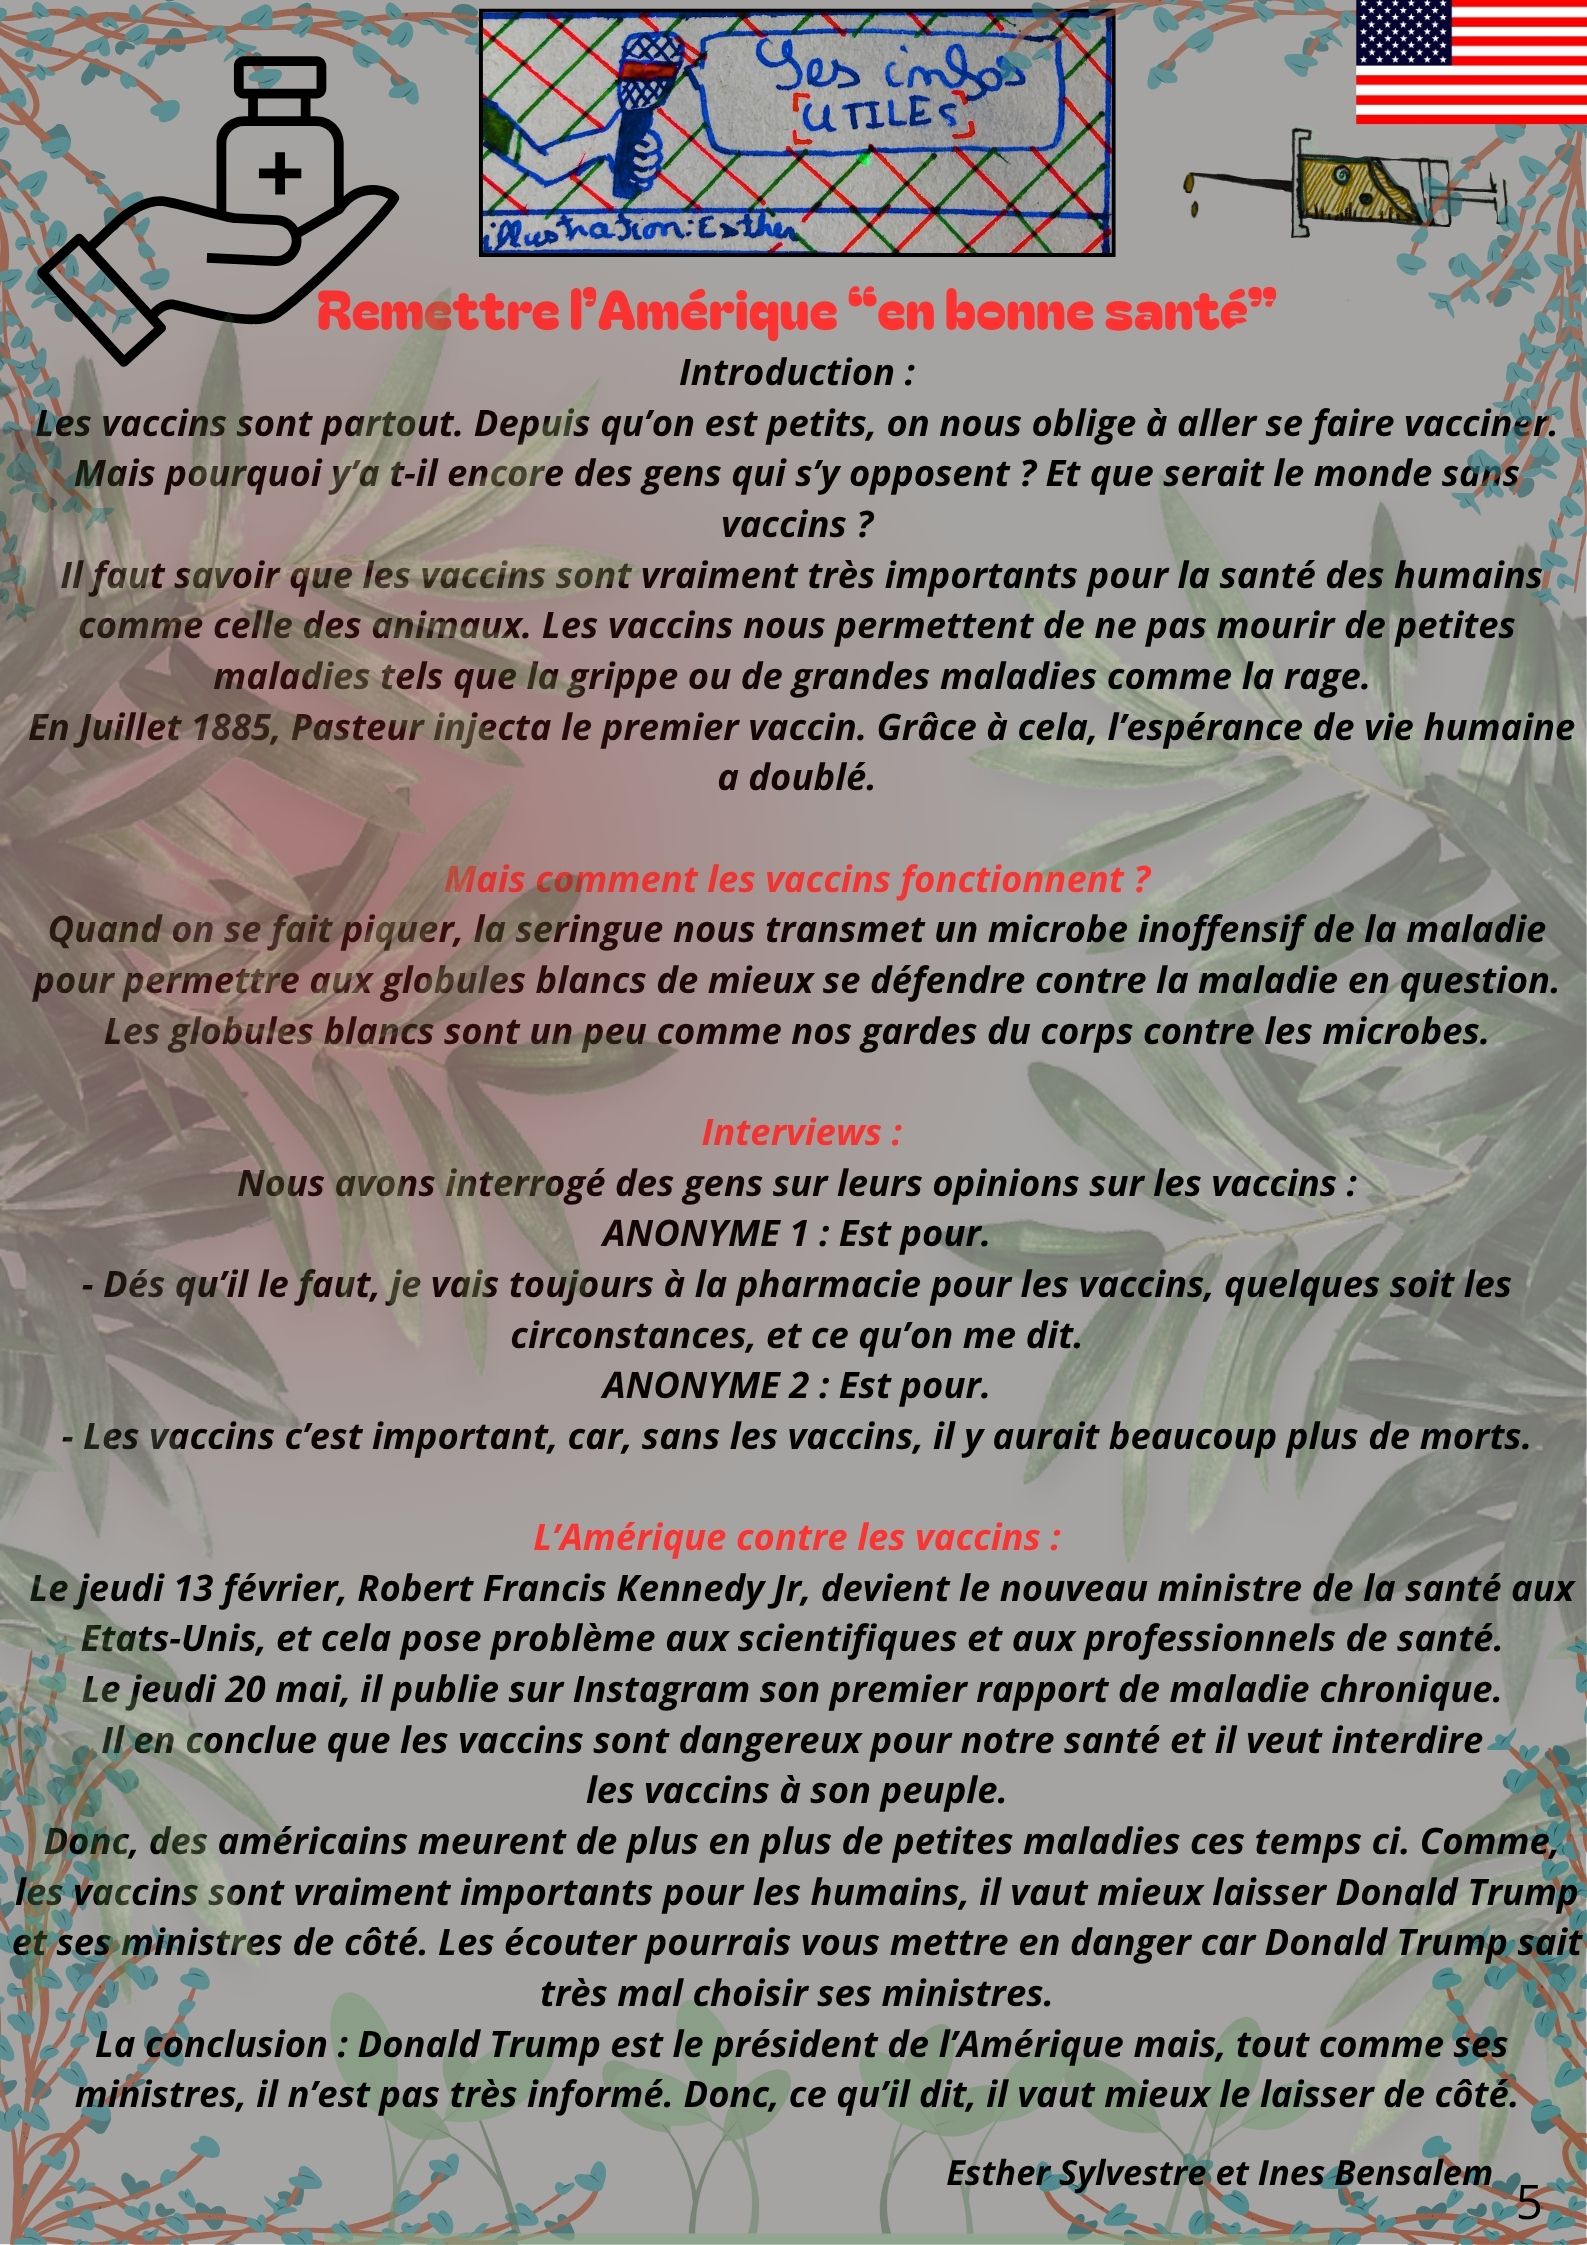 Les infos
UTILES
illustration: Esther
Remettre l’Amérique “en bonne santé”
Introduction :
Les vaccins sont partout. Depuis qu’on est petits, on nous oblige à aller se faire vacciner.
Mais pourquoi y’a t-il encore des gens qui s’y opposent ? Et que serait le monde sans
vaccins ?
Il faut savoir que les vaccins sont vraiment très importants pour la santé des humains
comme celle des animaux. Les vaccins nous permettent de ne pas mourir de petites
maladies tels que la grippe ou de grandes maladies comme la rage.
En Juillet 1885, Pasteur injecta le premier vaccin. Grâce à cela, l’espérance de vie humaine
a doublé.
Mais comment les vaccins fonctionnent ?
Quand on se fait piquer, la seringue nous transmet un microbe inoffensif de la maladie
pour permettre aux globules blancs de mieux se défendre contre la maladie en question.
Les globules blancs sont un peu comme nos gardes du corps contre les microbes.
Interviews :
Nous avons interrogé des gens sur leurs opinions sur les vaccins :
ANONYME 1 : Est pour.
- Dés qu’il le faut, je vais toujours à la pharmacie pour les vaccins, quelques soit les
circonstances, et ce qu’on me dit.
ANONYME 2 : Est pour.
- Les vaccins c’est important, car, sans les vaccins, il y aurait beaucoup plus de morts.
L’Amérique contre les vaccins :
Le jeudi 13 février, Robert Francis Kennedy Jr, devient le nouveau ministre de la santé aux
Etats-Unis, et cela pose problème aux scientifiques et aux professionnels de santé.
Le jeudi 20 mai, il publie sur Instagram son premier rapport de maladie chronique.
Il en conclue que les vaccins sont dangereux pour notre santé et il veut interdire
les vaccins à son peuple.
Donc, des américains meurent de plus en plus de petites maladies ces temps ci. Comme,
les vaccins sont vraiment importants pour les humains, il vaut mieux laisser Donald Trump
et ses ministres de côté. Les écouter pourrais vous mettre en danger car Donald Trump sait
très mal choisir ses ministres.
La conclusion : Donald Trump est le président de l’Amérique mais, tout comme ses
ministres, il n’est pas très informé. Donc, ce qu’il dit, il vaut mieux le laisser de côté.
Esther Sylvestre et Ines Bensalem
5